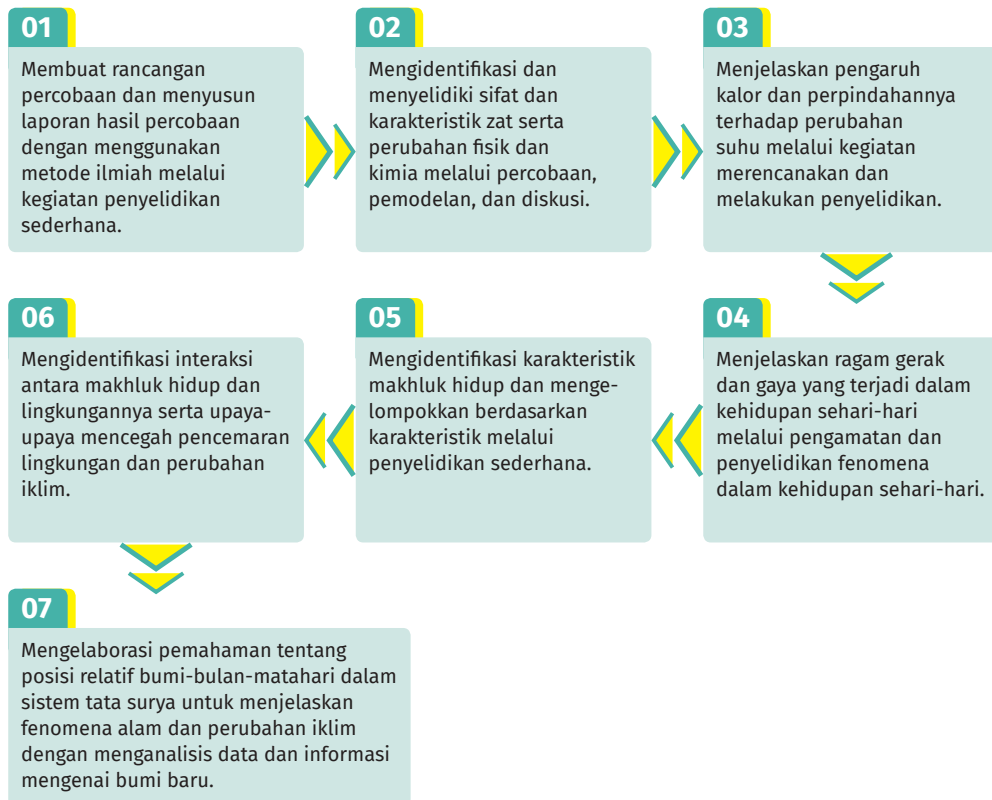 01
Membuat rancangan
percobaan dan menyusun
laporan hasil percobaan
dengan menggunakan
metode ilmiah melalui
kegiatan penyelidikan
sederhana.
02
Mengidentifikasi dan
menyelidiki sifat dan
karakteristik zat serta
perubahan fisik dan
kimia melalui percobaan,
pemodelan, dan diskusi.
03
Menjelaskan pengaruh
kalor dan perpindahannya
terhadap perubahan
suhu melalui kegiatan
merencanakan dan
melakukan penyelidikan.
04
Menjelaskan ragam gerak
dan gaya yang terjadi dalam
kehidupan sehari-hari
melalui pengamatan dan
penyelidikan fenomena
dalam kehidupan sehari-hari.
05
Mengidentifikasi karakteristik
makhluk hidup dan menge-
lompokkan berdasarkan
karakteristik melalui
penyelidikan sederhana.
06
Mengidentifikasi interaksi
antara makhluk hidup dan
lingkungannya serta upaya-
upaya mencegah pencemaran
lingkungan dan perubahan
iklim.
07
Mengelaborasi pemahaman tentang
posisi relatif bumi-bulan-matahari dalam
sistem tata surya untuk menjelaskan
fenomena alam dan perubahan iklim
dengan menganalisis data dan informasi
mengenai bumi baru.